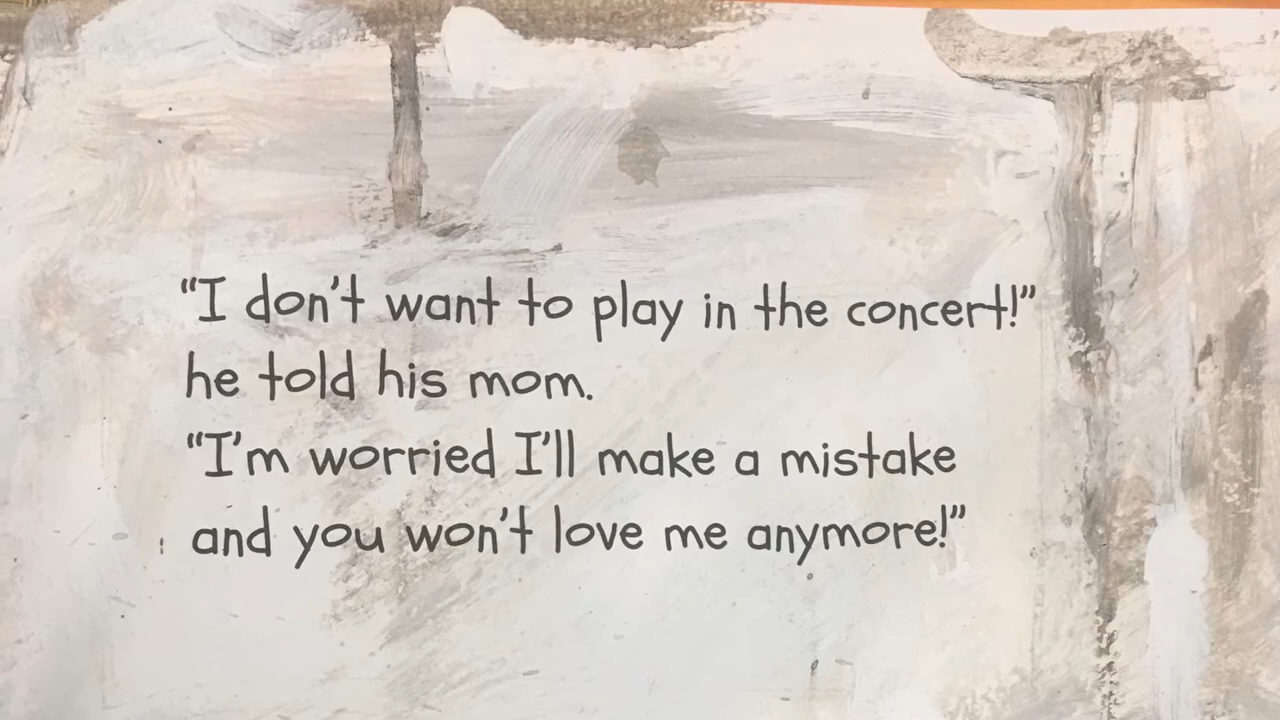 “I don’t want to play in the concert!”
he told his mom.
“I’m worried I’ll make a mistake
and you won’t love me anymore!”